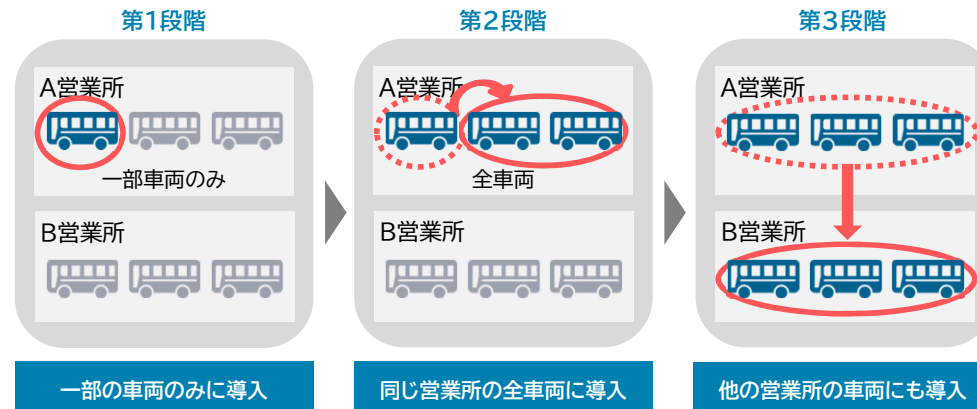 第1段階
A営業所
一部車両のみ
B営業所
一部の車両のみに導入
第2段階
A営業所
全車両
B営業所
同じ営業所の全車両に導入
第3段階
A営業所
B営業所
他の営業所の車両にも導入